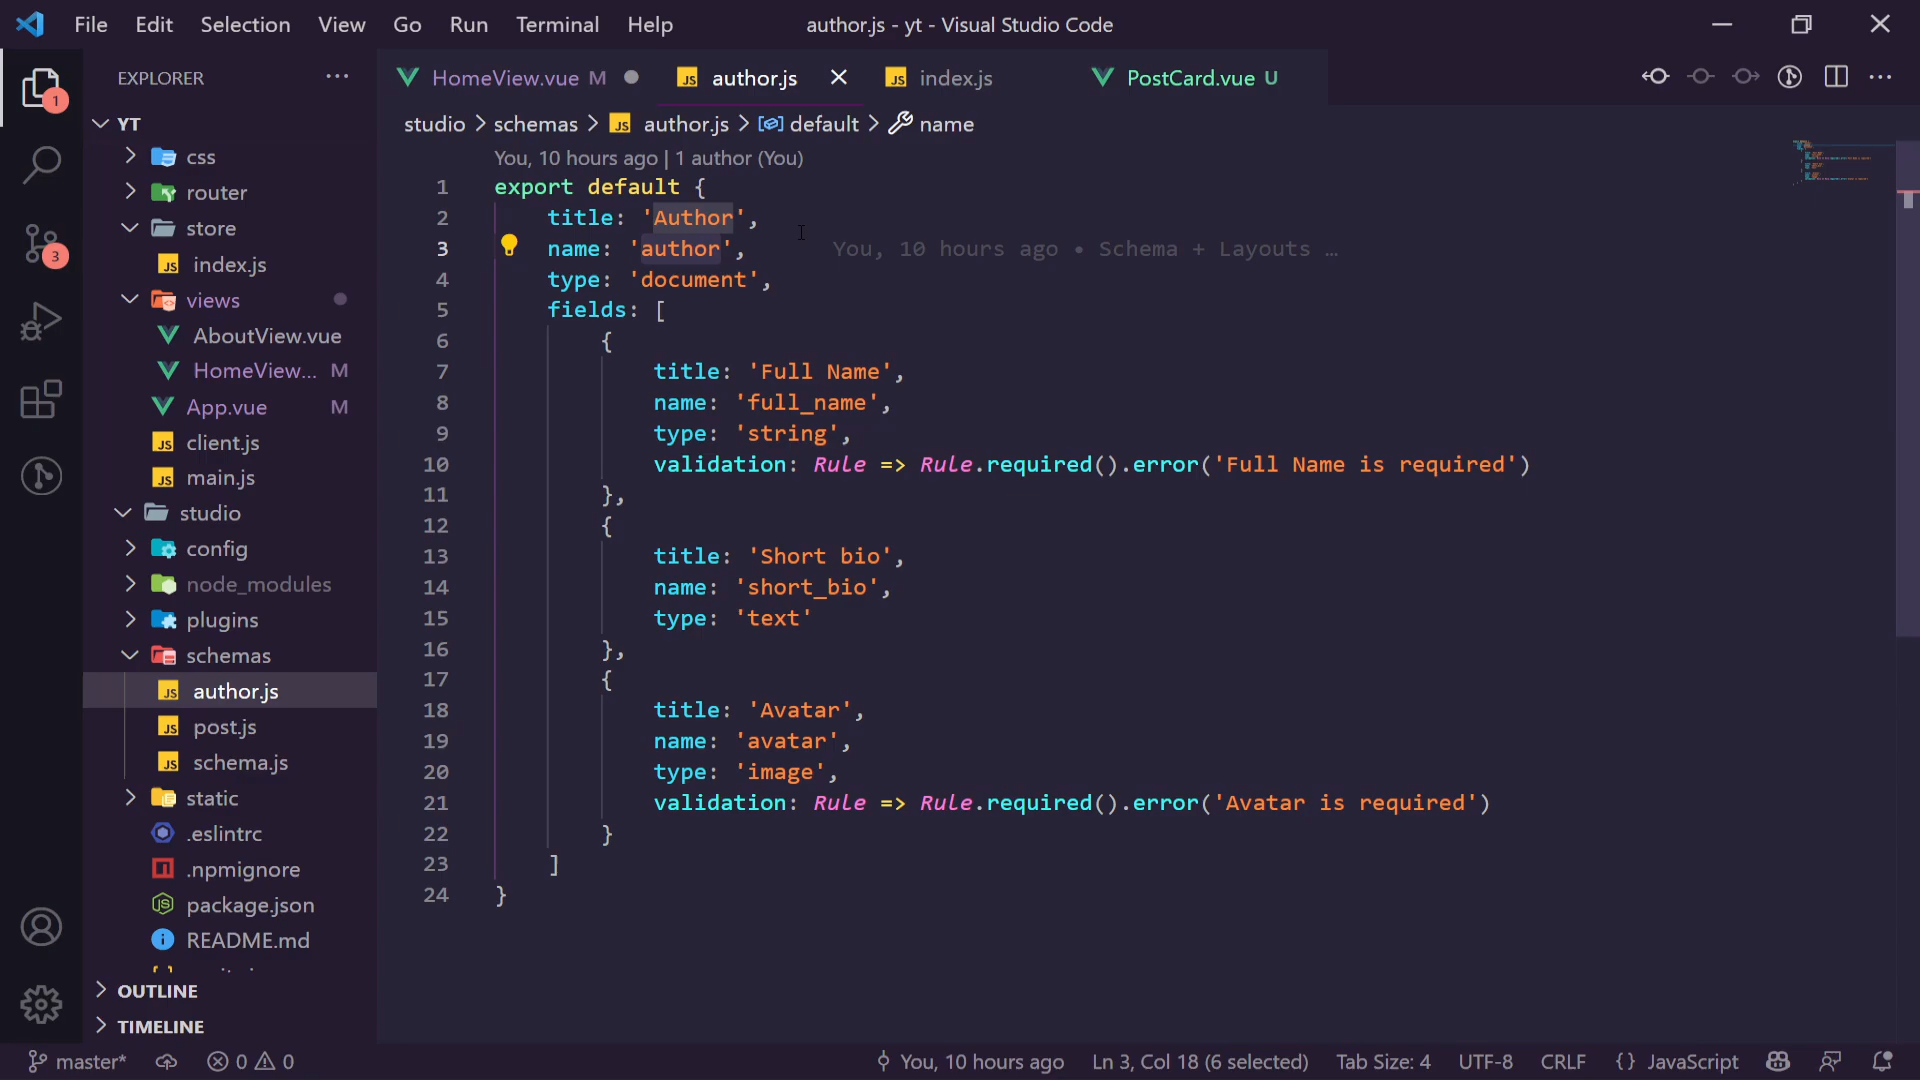 File Edit Selection View Go Run Terminal Help author.js - yt - Visual Studio Code
EXPLORER
HomeView.vue M
author.js
index.js
PostCard.vue U
1
3
YT
css
router
store
index.js
views
AboutView.vue
HomeView... M
App.vue M
client.js
main.js
studio
config
node_modules
plugins
schemas
author.js
post.js
schema.js
static
.eslintrc
.npmignore
package.json
README.md
OUTLINE
TIMELINE
studio > schemas > author.js > default > name
You, 10 hours ago | 1 author (You)
1 export default {
2 title: 'Author',
3 name: 'author', You, 10 hours ago • Schema + Layouts …
4 type: 'document',
5 fields: [
6 {
7 title: 'Full Name',
8 name: 'full_name',
9 type: 'string',
10 validation: Rule => Rule.required().error('Full Name is required')
11 },
12 {
13 title: 'Short bio',
14 name: 'short_bio',
15 type: 'text'
16 },
17 {
18 title: 'Avatar',
19 name: 'avatar',
20 type: 'image',
21 validation: Rule => Rule.required().error('Avatar is required')
22 }
23 ]
24 }
master* 0 0 You, 10 hours ago Ln 3, Col 18 (6 selected) Tab Size: 4 UTF-8 CRLF {} JavaScript